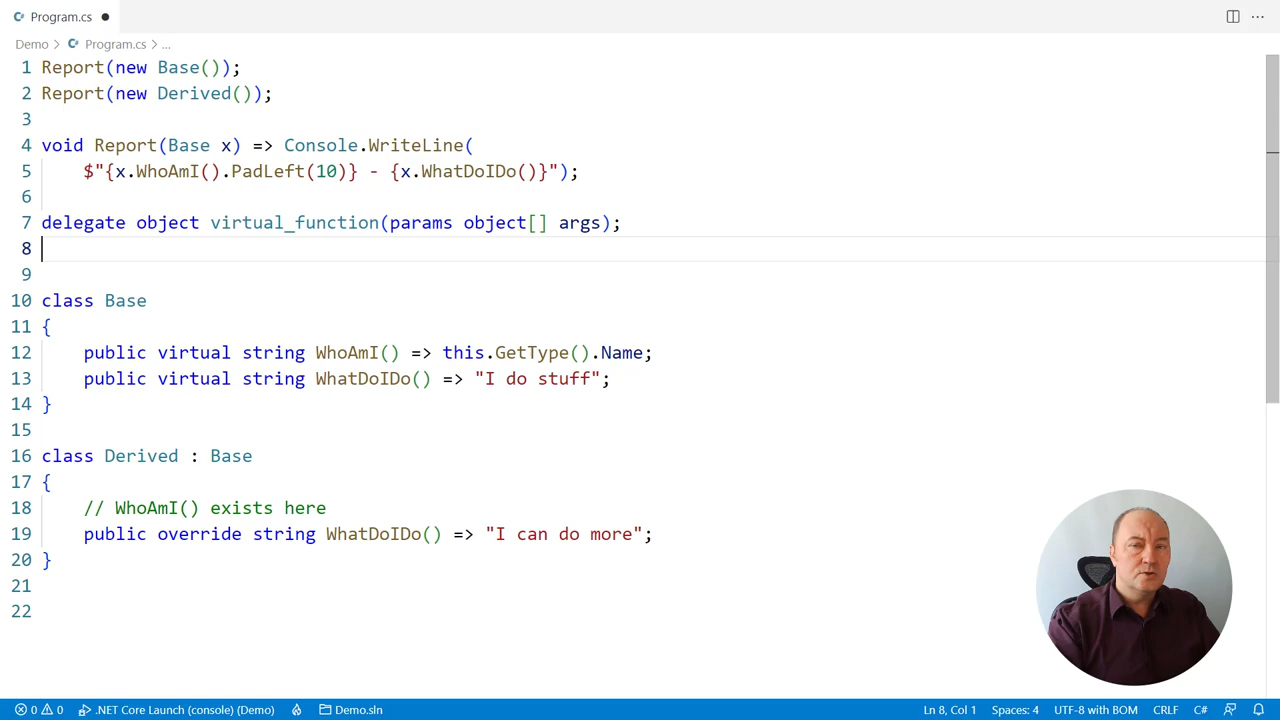 Program.cs
Demo > Program.cs > ...
1 Report(new Base());
2 Report(new Derived());
3
4 void Report(Base x) => Console.WriteLine(
5     $"{x.WhoAmI().PadLeft(10)} - {x.WhatDoIDo()}");
6
7 delegate object virtual_function(params object[] args);
8
9
10 class Base
11 {
12     public virtual string WhoAmI() => this.GetType().Name;
13     public virtual string WhatDoIDo() => "I do stuff";
14 }
15
16 class Derived : Base
17 {
18     // WhoAmI() exists here
19     public override string WhatDoIDo() => "I can do more";
20 }
21
22
0 0 .NET Core Launch (console) (Demo) Demo.sln Ln 8, Col 1 Spaces: 4 UTF-8 with BOM CRLF C#